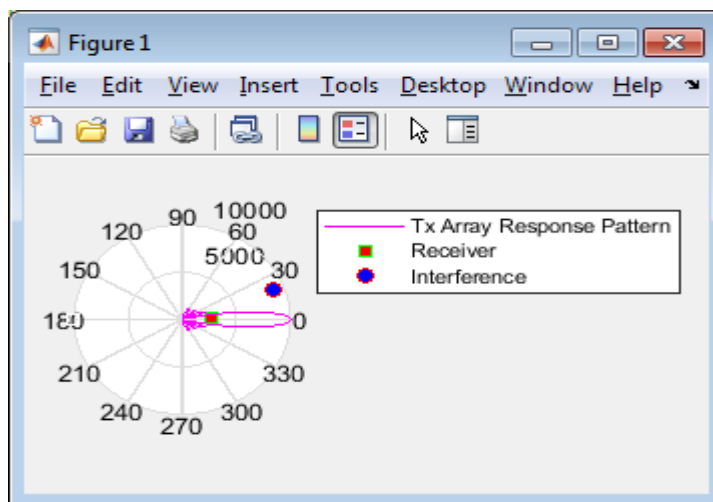 Figure 1
File Edit View Insert Tools Desktop Window Help
10000
90
120 60
5000
150 30
180 0
210 330
240 300
270
Tx Array Response Pattern
Receiver
Interference